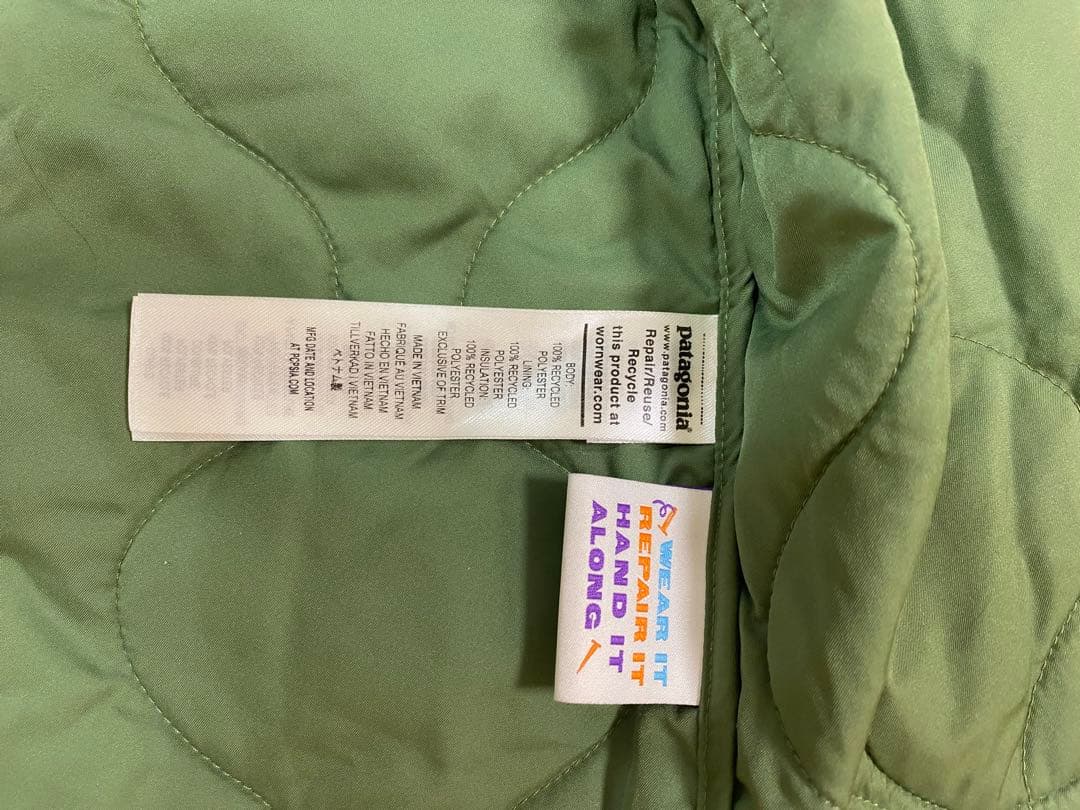 patagonia®
www.patagonia.com
Repair/Reuse/
Recycle
this product at
wornwear.com
BODY:
100% RECYCLED
POLYESTER
LINING:
100% RECYCLED
POLYESTER
INSULATION:
100% RECYCLED
POLYESTER
EXCLUSIVE OF TRIM
MADE IN VIETNAM
FABRIQUÉ AU VIETNAM
HECHO EN VIETNAM
FATTO IN VIETNAM
TILLVERKAD I VIETNAM
ベトナム製
MFG DATE AND LOCATION
AT PCPSIA.COM
WEAR IT
REPAIR IT
HAND IT
ALONG